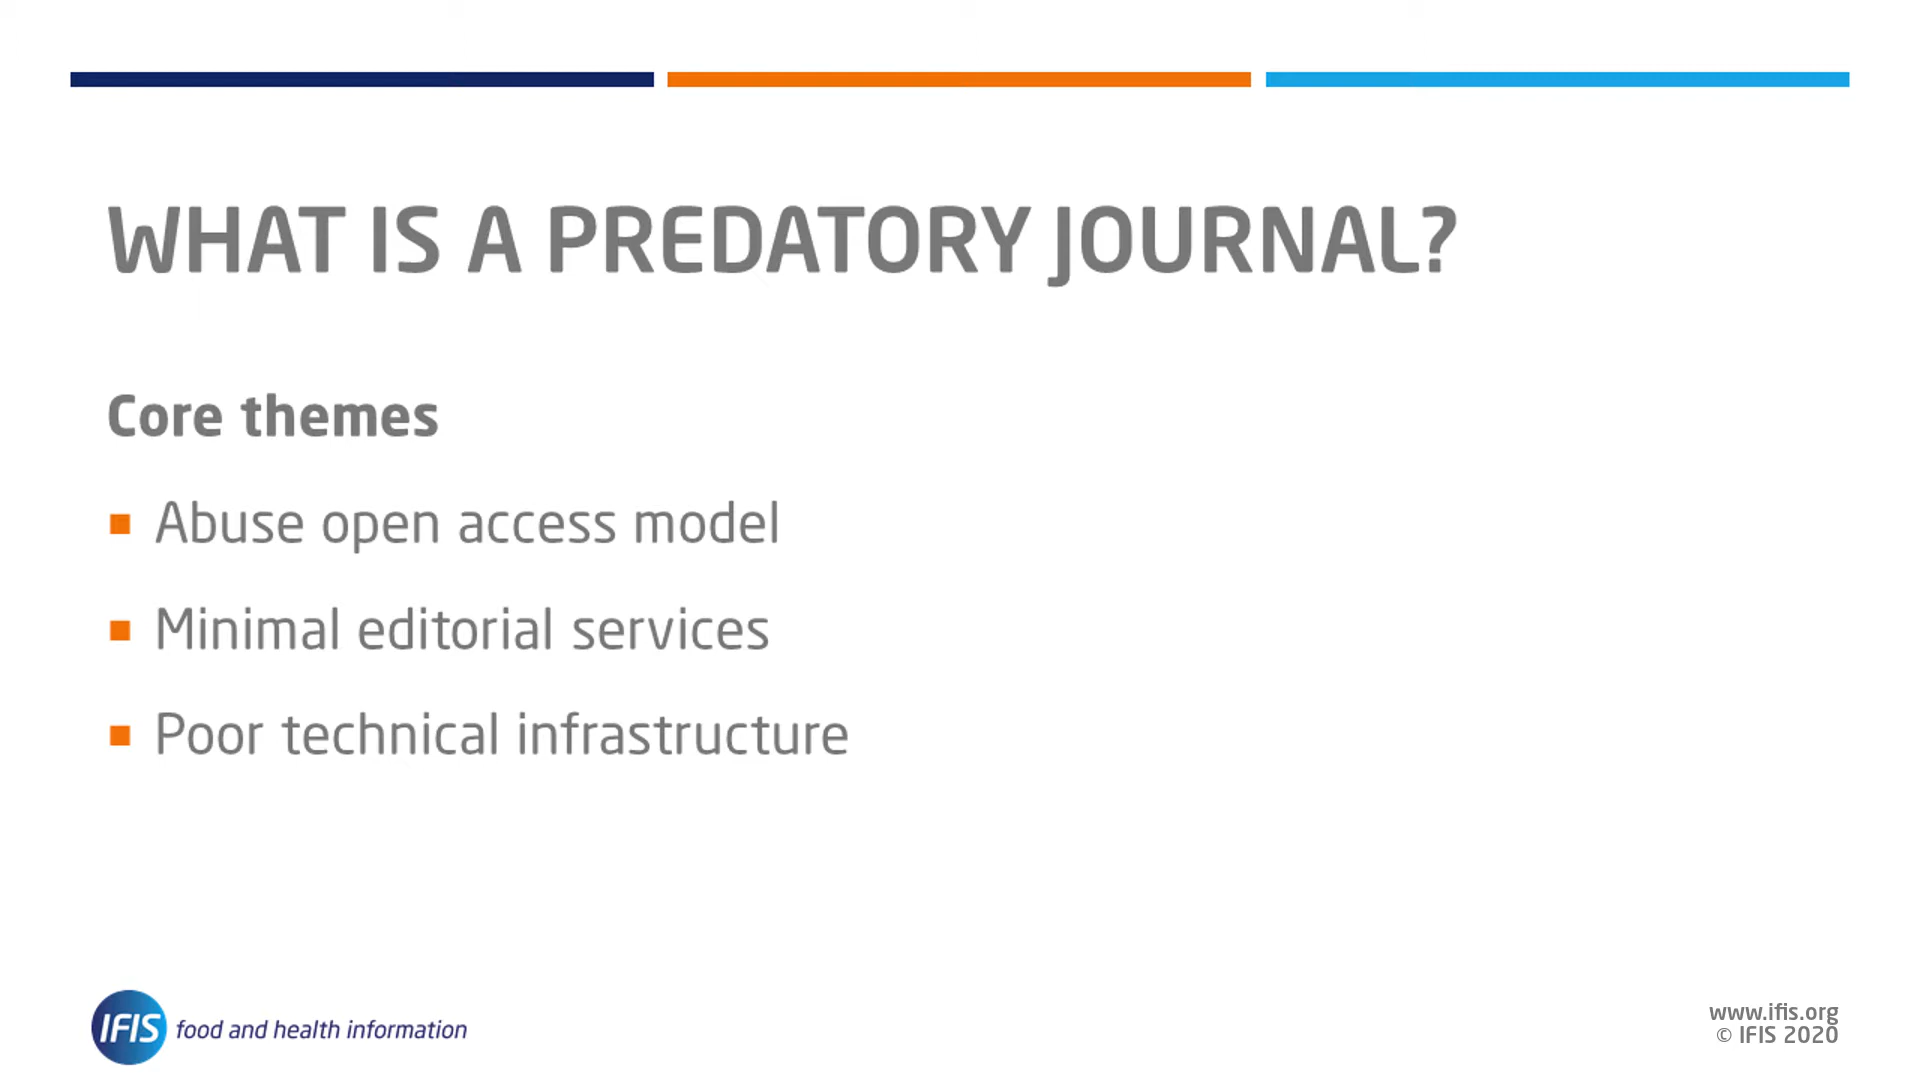 WHAT IS A PREDATORY JOURNAL?
Core themes
Abuse open access model
Minimal editorial services
Poor technical infrastructure
IFIS food and health information
www.ifis.org
© IFIS 2020